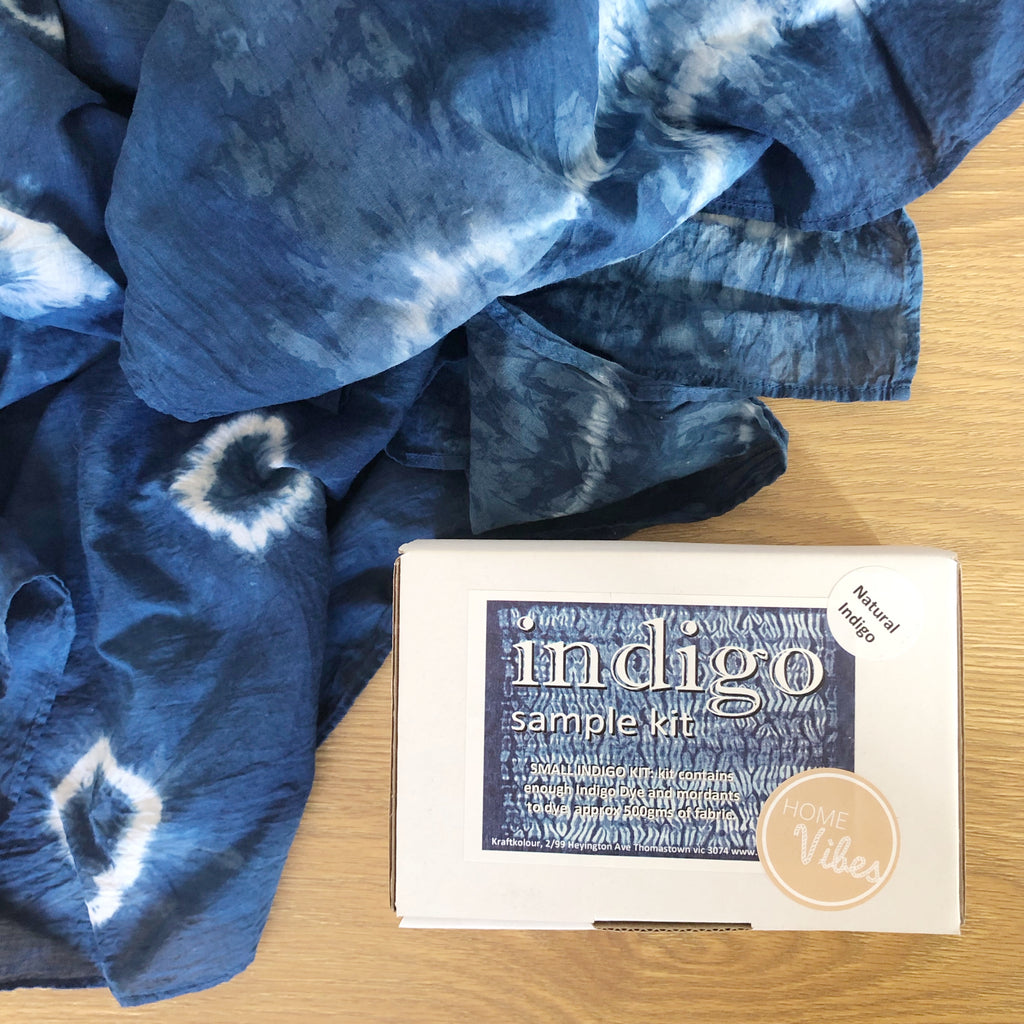 Natural
Indigo
indigo
sample kit
SMALL INDIGO KIT: kit contains
enough Indigo Dye and mordants
to dye approx 500gms of fabric.
Kraftkolour, 2/99 Heyington Ave Thomastown vic 3074 www.
HOME
Vibes